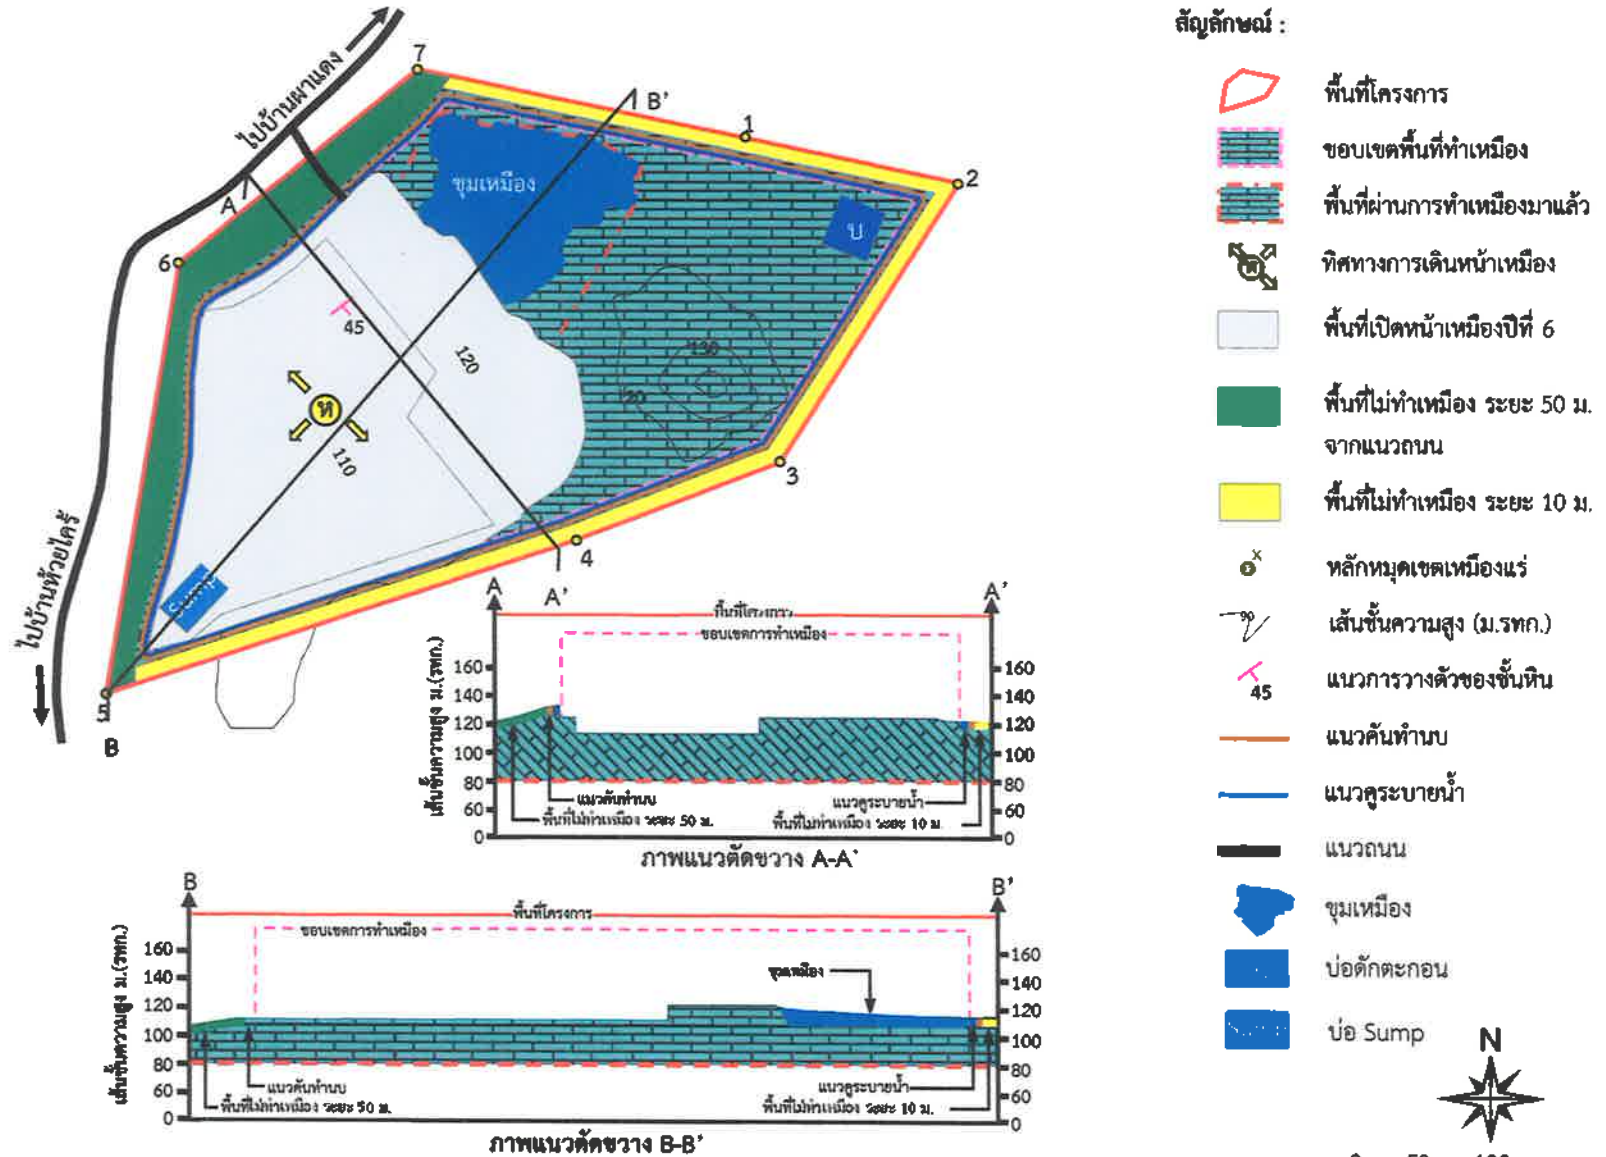 สัญลักษณ์ :
พื้นที่โครงการ
ขอบเขตพื้นที่ทำเหมือง
พื้นที่ผ่านการทำเหมืองมาแล้ว
ห
ทิศทางการเดินหน้าเหมือง
พื้นที่เปิดหน้าเหมืองปีที่ 6
พื้นที่ไม่ทำเหมือง ระยะ 50 ม.
จากแนวถนน
พื้นที่ไม่ทำเหมือง ระยะ 10 ม.
หลักหมุดเขตเหมืองแร่
90
เส้นชั้นความสูง (ม.รทก.)
45
แนวการวางตัวของชั้นหิน
แนวคันทำนบ
แนวคูระบายน้ำ
แนวถนน
ขุมเหมือง
บ่อดักตะกอน
บ่อ Sump
N
ไปบ้านผาแดง
ไปบ้านห้วยไคร้
7
B'
1
2
A
6
ขุมเหมือง
บ
45
120
130
ห
110
3
4
A'
Sump
B
A
A'
พื้นที่โครงการ
ขอบเขตการทำเหมือง
เส้นชั้นความสูง ม.(รทก.)
160
140
120
100
80
60
0
160
140
120
100
80
60
0
แนวคันทำนบ
พื้นที่ไม่ทำเหมือง ระยะ 50 ม.
แนวคูระบายน้ำ
พื้นที่ไม่ทำเหมือง ระยะ 10 ม
ภาพแนวตัดขวาง A-A'
B
B'
พื้นที่โครงการ
ขอบเขตการทำเหมือง
ขุมเหมือง
เส้นชั้นความสูง ม.(รทก.)
160
140
120
100
80
60
0
160
140
120
100
80
60
0
แนวคันทำนบ
พื้นที่ไม่ทำเหมือง ระยะ 50 ม.
แนวคูระบายน้ำ
พื้นที่ไม่ทำเหมือง ระยะ 10 ม.
ภาพแนวตัดขวาง B-B'